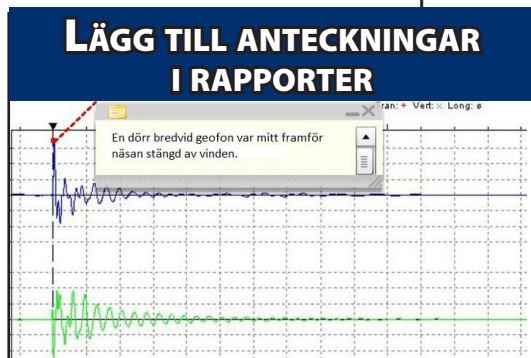 LÄGG TILL ANTECKNINGAR
I RAPPORTER
Tran: + Vert: × Long: ø
En dörr bredvid geofon var mitt framför
näsan stängd av vinden.